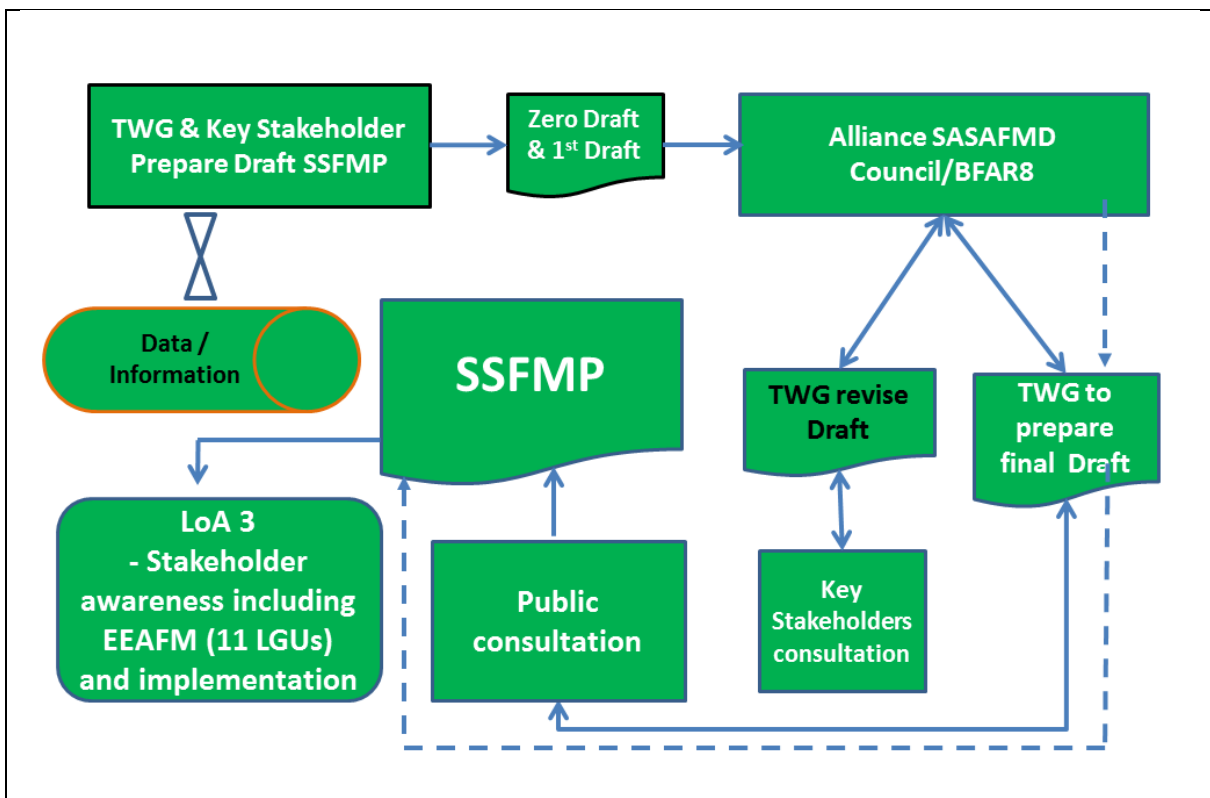 TWG & Key Stakeholder
Prepare Draft SSFMP
Zero Draft
& 1st Draft
Alliance SASAFMD
Council/BFAR8
Data /
Information
SSFMP
TWG revise
Draft
TWG to
prepare
final Draft
LoA 3
- Stakeholder
awareness including
EEAFM (11 LGUs)
and implementation
Public
consultation
Key
Stakeholders
consultation